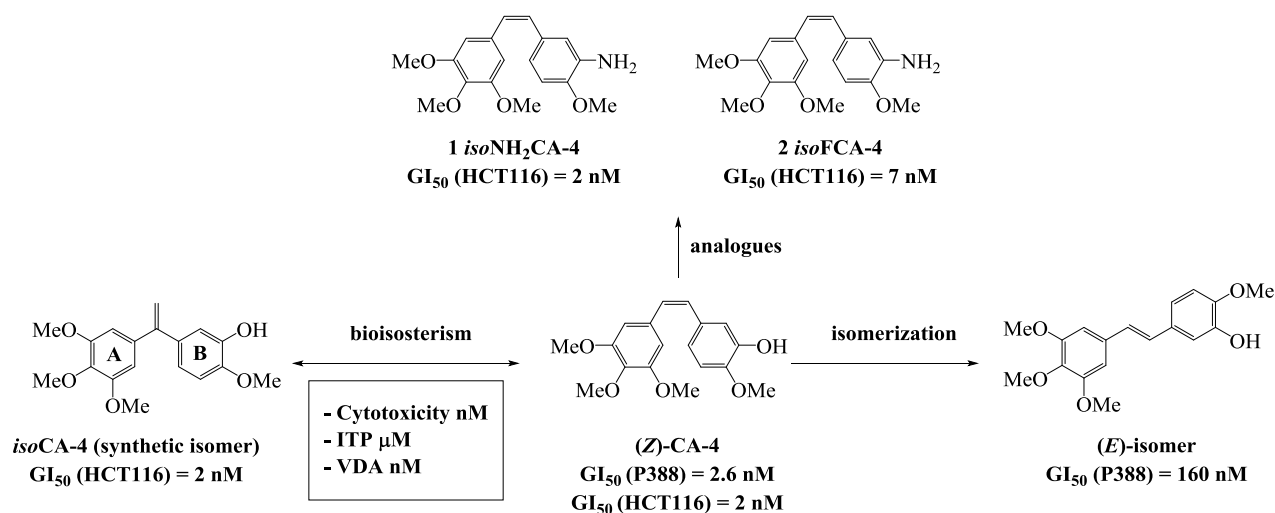 MeO
MeO
OMe
NH2
OMe
MeO
MeO
OMe
NH2
OMe
1 isoNH2CA-4
GI50 (HCT116) = 2 nM
2 isoFCA-4
GI50 (HCT116) = 7 nM
analogues
MeO
MeO
OMe
A
B
OH
OMe
isoCA-4 (synthetic isomer)
GI50 (HCT116) = 2 nM
bioisosterism
- Cytotoxicity nM
- ITP μM
- VDA nM
MeO
MeO
OMe
OH
OMe
(Z)-CA-4
GI50 (P388) = 2.6 nM
GI50 (HCT116) = 2 nM
isomerization
MeO
MeO
OMe
OMe
OH
(E)-isomer
GI50 (P388) = 160 nM